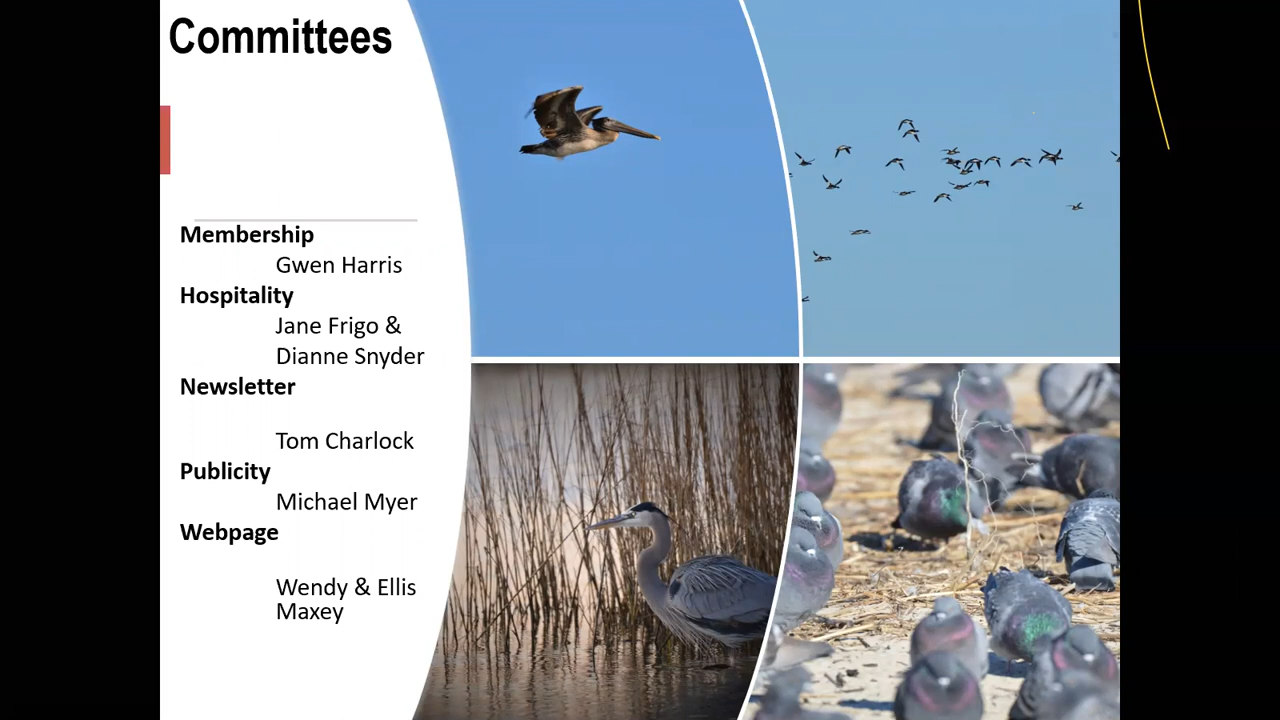 Committees
Membership
Gwen Harris
Hospitality
Jane Frigo &
Dianne Snyder
Newsletter
Tom Charlock
Publicity
Michael Myer
Webpage
Wendy & Ellis
Maxey